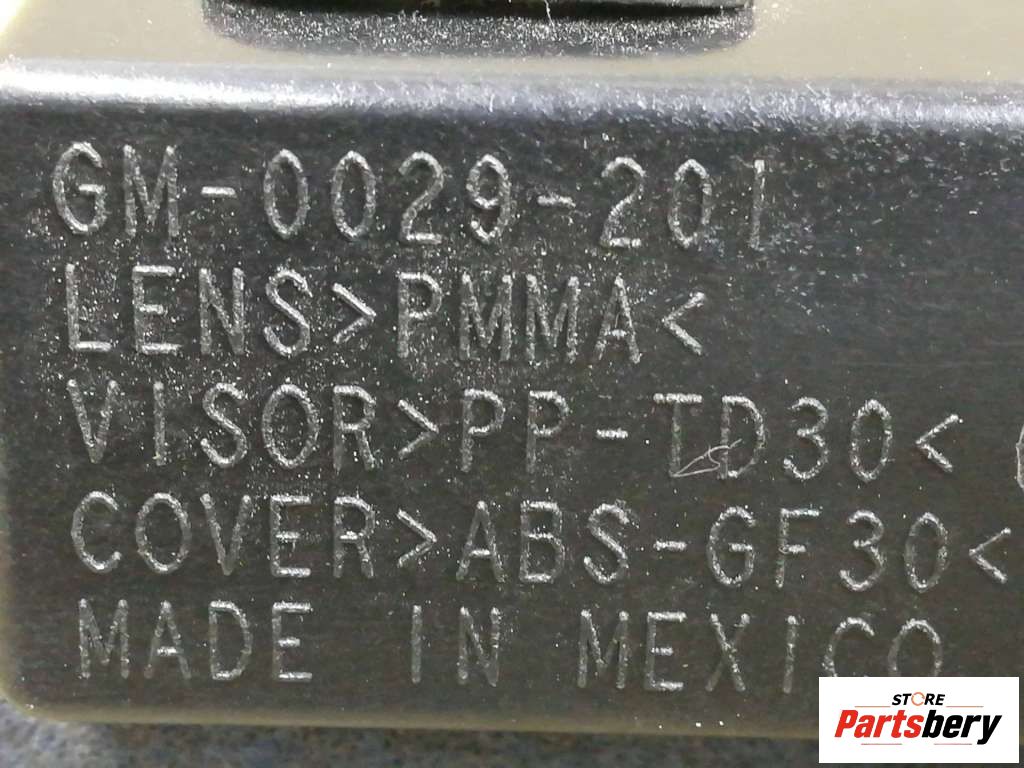 GM-0029-201
LENS>PMMA<
VISOR>PP-TD30<
COVER>ABS-GF30<
MADE IN MEXICO
STORE
Partsbery